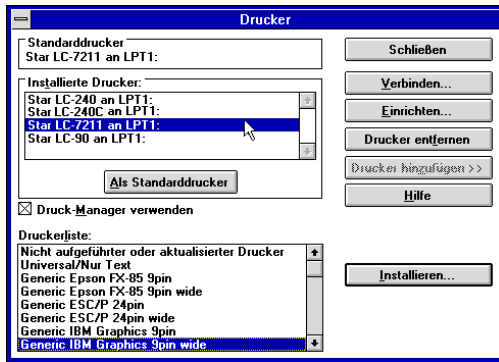 Drucker
Standarddrucker
Star LC-7211 an LPT1:
Installierte Drucker:
Star LC-240 an LPT1:
Star LC-240C an LPT1:
Star LC-7211 an LPT1:
Star LC-90 an LPT1:
Als Standarddrucker
Druck-Manager verwenden
Druckerliste:
Nicht aufgeführter oder aktualisierter Drucker
Universal/Nur Text
Generic Epson FX-85 9pin
Generic Epson FX-85 9pin wide
Generic ESC/P 24pin
Generic ESC/P 24pin wide
Generic IBM Graphics 9pin
Generic IBM Graphics 9pin wide
Schließen
Verbinden...
Einrichten...
Drucker entfernen
Drucker hinzufügen >>
Hilfe
Installieren...